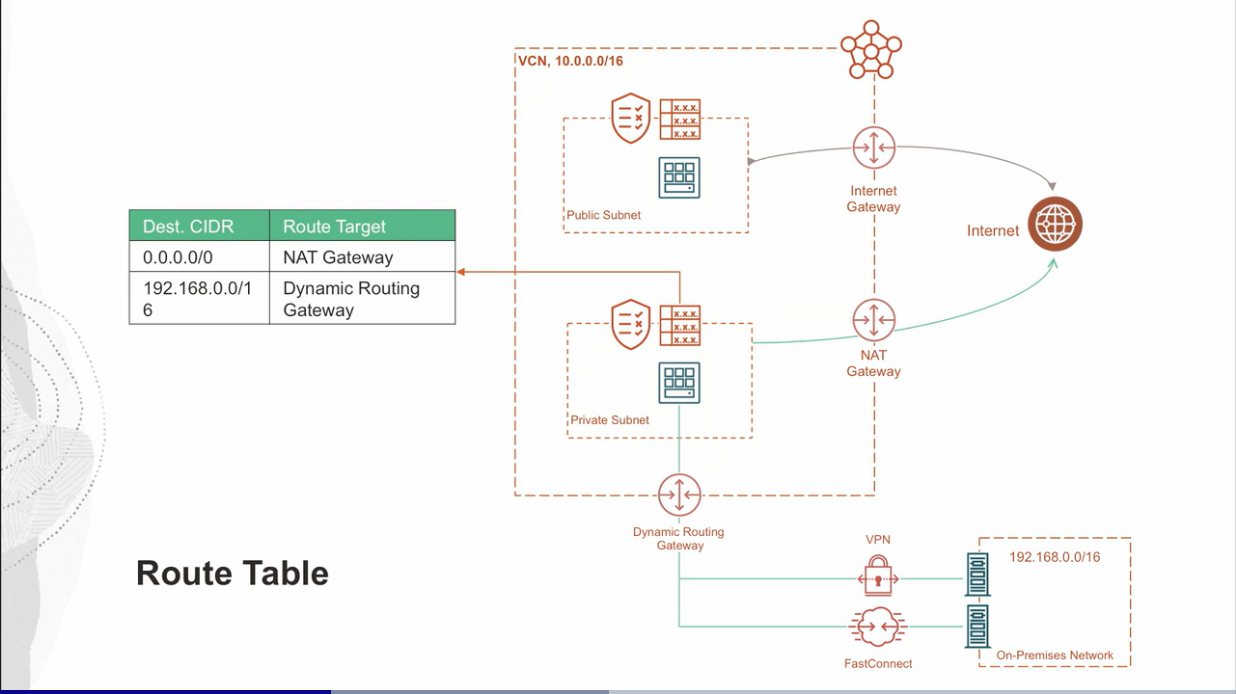 VCN, 10.0.0.0/16
x.x.x.
x.x.x.
x.x.x.
Public Subnet
Internet
Gateway
Internet
Dest. CIDR
Route Target
0.0.0.0/0
NAT Gateway
192.168.0.0/1
6
Dynamic Routing
Gateway
x.x.x.
x.x.x.
x.x.x.
Private Subnet
NAT
Gateway
Dynamic Routing
Gateway
VPN
192.168.0.0/16
FastConnect
On-Premises Network
Route Table